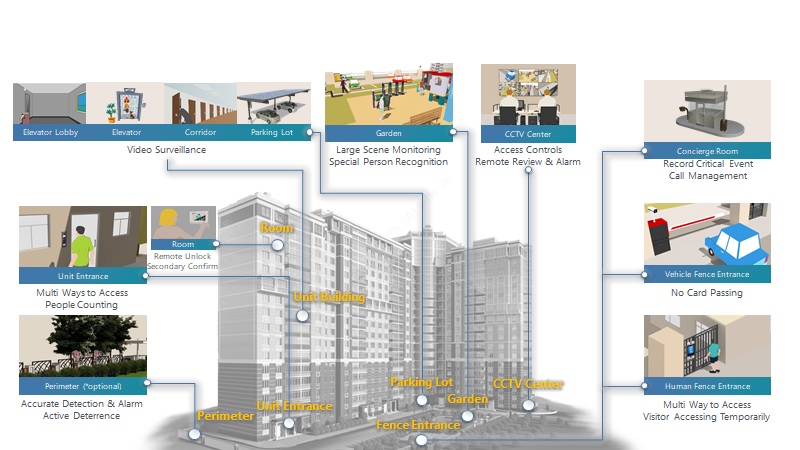 Elevator Lobby
Elevator
Corridor
Parking Lot
Video Surveillance
Garden
Large Scene Monitoring
Special Person Recognition
CCTV Center
Access Controls
Remote Review & Alarm
Concierge Room
Record Critical Event
Call Management
Unit Entrance
Multi Ways to Access
People Counting
Room
Remote Unlock
Secondary Confirm
Vehicle Fence Entrance
No Card Passing
Perimeter (*optional)
Accurate Detection & Alarm
Active Deterrence
Human Fence Entrance
Multi Way to Access
Visitor Accessing Temporarily
Room
Unit Building
Parking Lot
CCTV Center
Garden
Unit Entrance
Perimeter
Fence Entrance